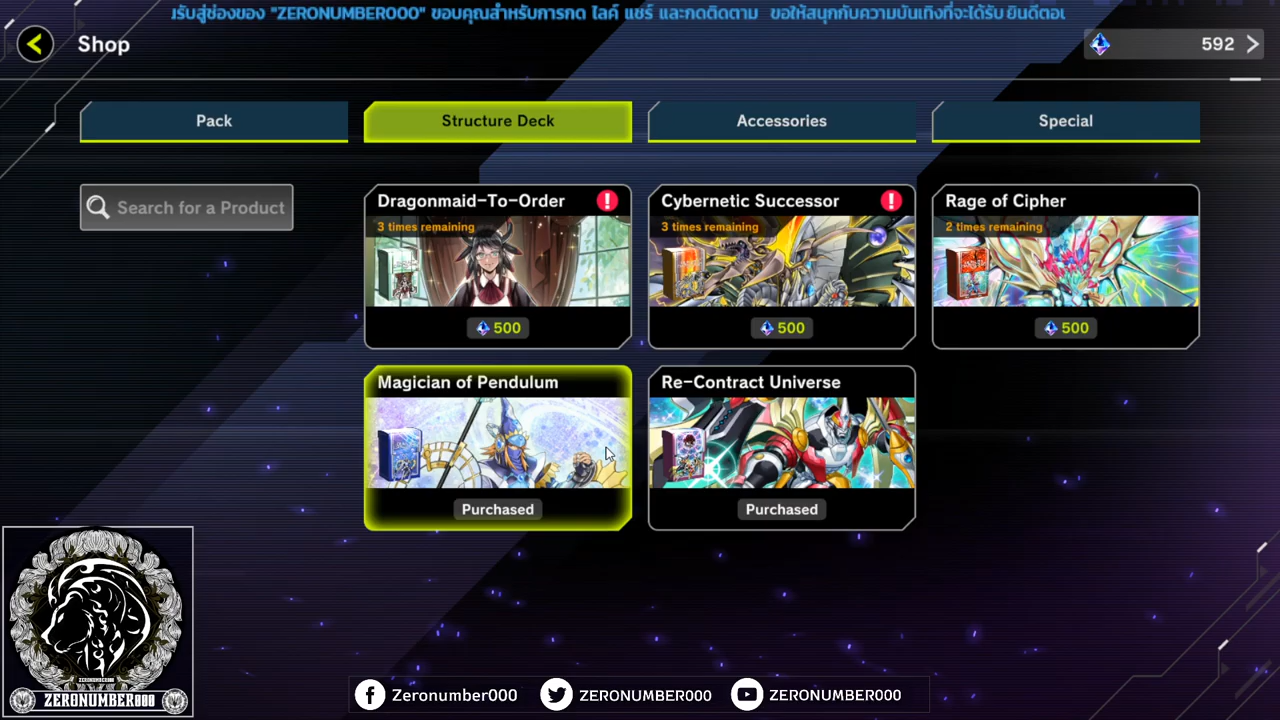 มรับสู่ช่องของ "ZERONUMBER000" ขอบคุณสำหรับการกด ไลค์ แชร์ และกดติดตาม ขอให้สนุกกับความบันเทิงที่จะได้รับ ยินดีต้อ
Shop
592
Pack
Structure Deck
Accessories
Special
Search for a Product
Dragonmaid-To-Order
3 times remaining
500
Cybernetic Successor
3 times remaining
500
Rage of Cipher
2 times remaining
500
Magician of Pendulum
Purchased
Re-Contract Universe
Purchased
ZERONUMBER000
ZERONUMBER000
Zeronumber000
ZERONUMBER000
ZERONUMBER000